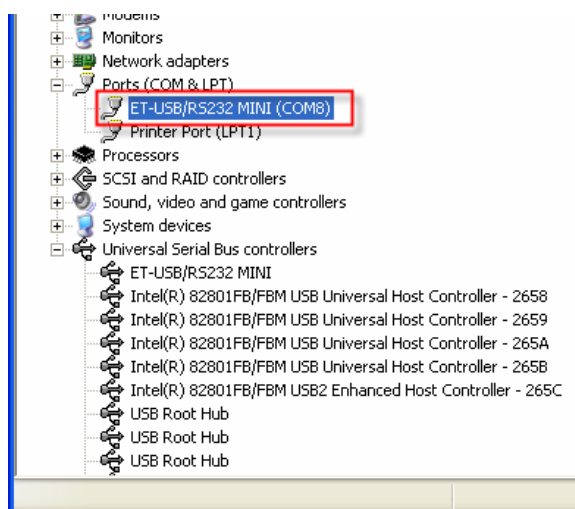 Modems
Monitors
Network adapters
Ports (COM & LPT)
ET-USB/RS232 MINI (COM8)
Printer Port (LPT1)
Processors
SCSI and RAID controllers
Sound, video and game controllers
System devices
Universal Serial Bus controllers
ET-USB/RS232 MINI
Intel(R) 82801FB/FBM USB Universal Host Controller - 2658
Intel(R) 82801FB/FBM USB Universal Host Controller - 2659
Intel(R) 82801FB/FBM USB Universal Host Controller - 265A
Intel(R) 82801FB/FBM USB Universal Host Controller - 265B
Intel(R) 82801FB/FBM USB2 Enhanced Host Controller - 265C
USB Root Hub
USB Root Hub
USB Root Hub